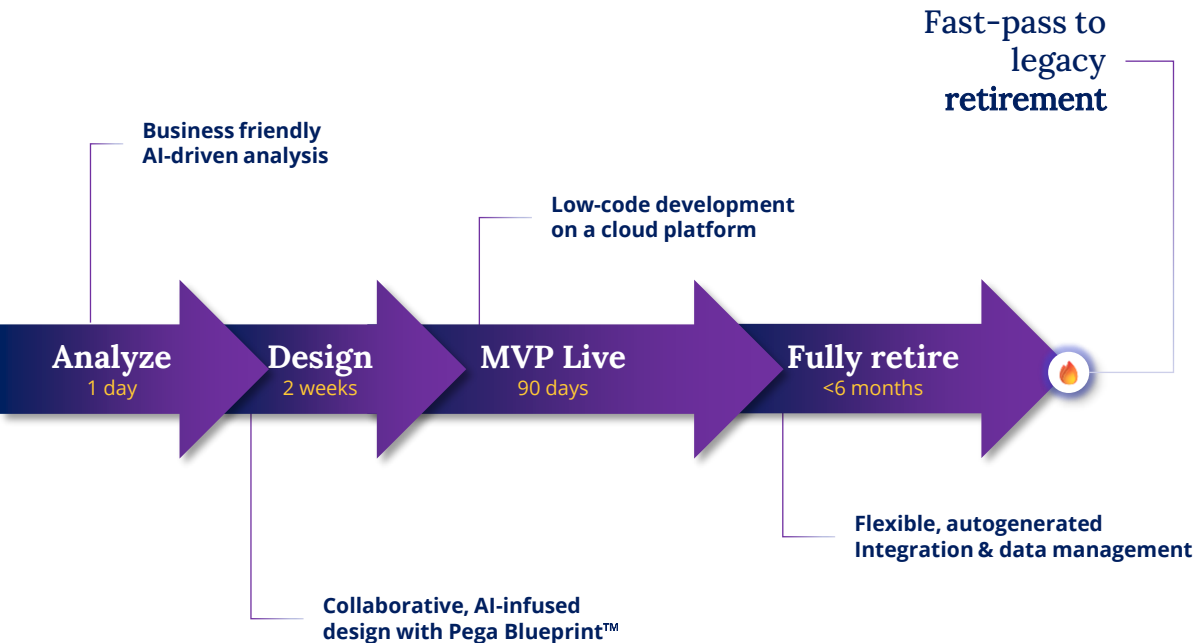 Fast-pass to
legacy
retirement
Business friendly
AI-driven analysis
Low-code development
on a cloud platform
Analyze
1 day
Design
2 weeks
MVP Live
90 days
Fully retire
<6 months
Flexible, autogenerated
Integration & data management
Collaborative, AI-infused
design with Pega Blueprint™